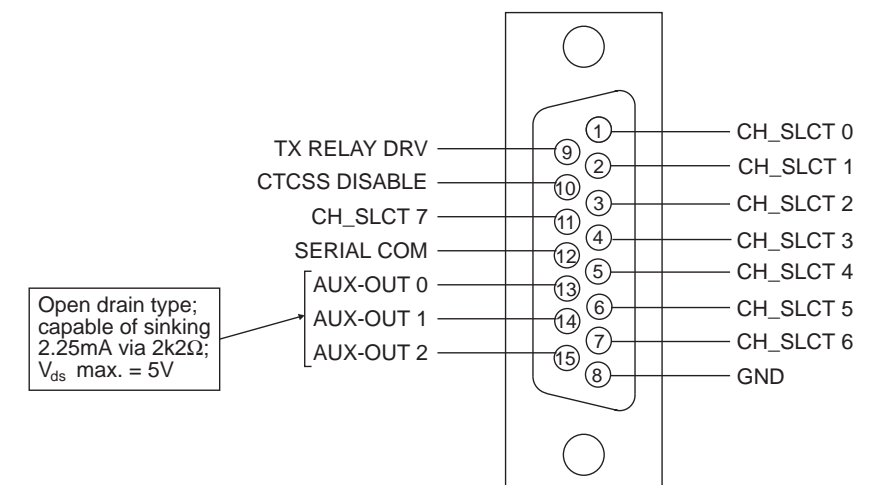 TX RELAY DRV
CTCSS DISABLE
CH_SLCT 7
SERIAL COM
AUX-OUT 0
AUX-OUT 1
AUX-OUT 2
Open drain type;
capable of sinking
2.25mA via 2k2Ω;
Vds max. = 5V
9
10
11
12
13
14
15
1
2
3
4
5
6
7
8
CH_SLCT 0
CH_SLCT 1
CH_SLCT 2
CH_SLCT 3
CH_SLCT 4
CH_SLCT 5
CH_SLCT 6
GND